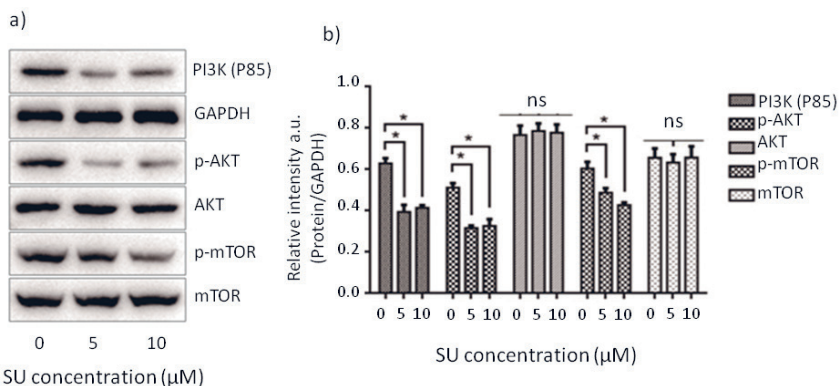 a)
PI3K (P85)
GAPDH
p-AKT
AKT
p-mTOR
mTOR
0 5 10
SU concentration (µM)
b)
Relative intensity a.u.
(Protein/GAPDH)
1.0
0.8
0.6
0.4
0.2
0.0
* * * * ns * * ns
0 5 10 0 5 10 0 5 10 0 5 10 0 5 10
SU concentration (µM)
PI3K (P85)
p-AKT
AKT
p-mTOR
mTOR